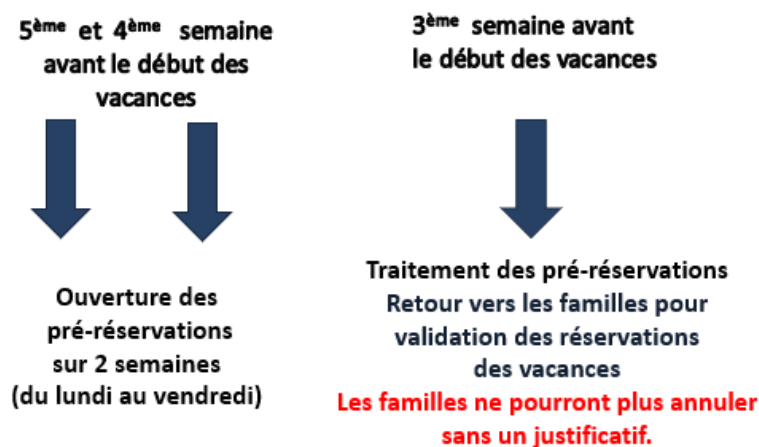 5ème et 4ème semaine
avant le début des
vacances
Ouverture des
pré-réservations
sur 2 semaines
(du lundi au vendredi)
3ème semaine avant
le début des vacances
Traitement des pré-réservations
Retour vers les familles pour
validation des réservations
des vacances
Les familles ne pourront plus annuler
sans un justificatif.